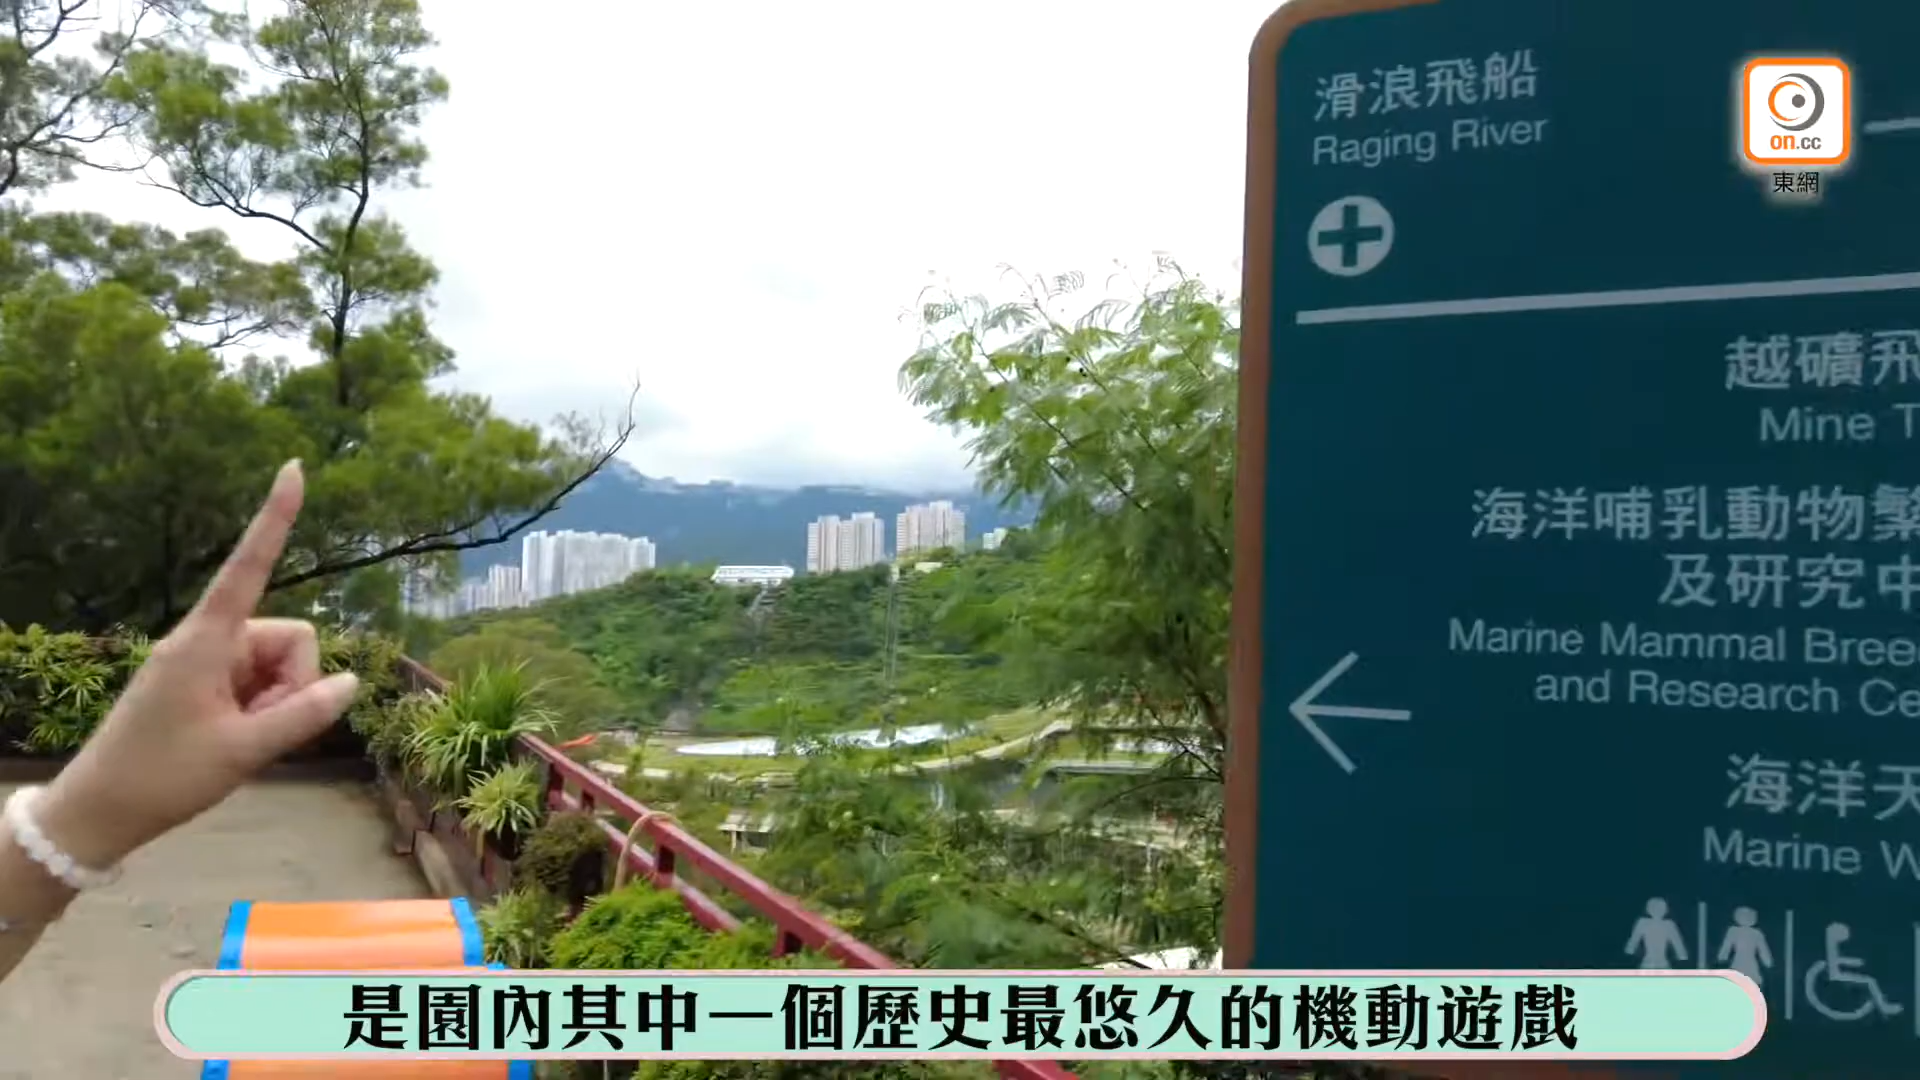 滑浪飛船
Raging River
on.cc
東網
越礦飛
Mine T
海洋哺乳動物繁
及研究中
Marine Mammal Bree
and Research Ce
海洋天
Marine W
是園內其中一個歷史最悠久的機動遊戲